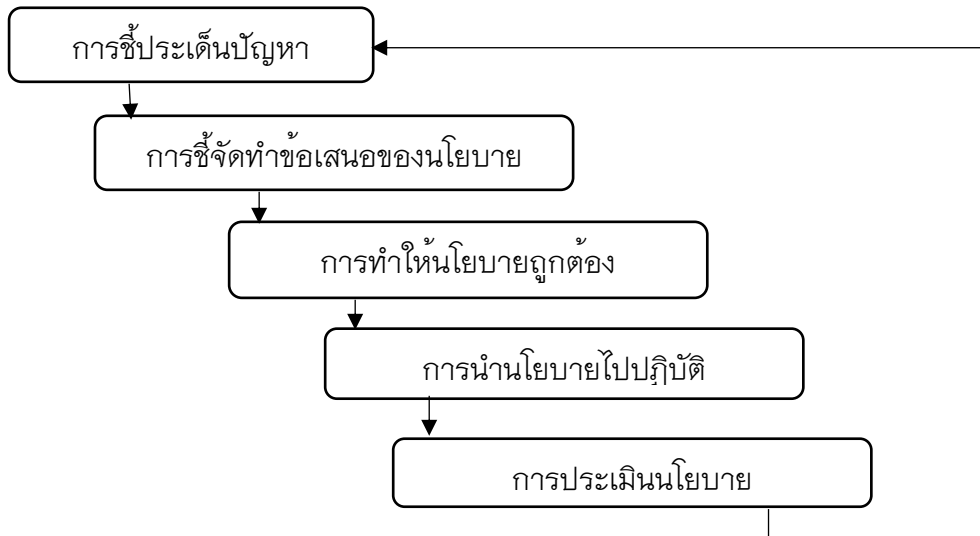 การชี้ประเด็นปัญหา
การชี้จัดทำข้อเสนอของนโยบาย
การทำให้นโยบายถูกต้อง
การนำนโยบายไปปฏิบัติ
การประเมินนโยบาย